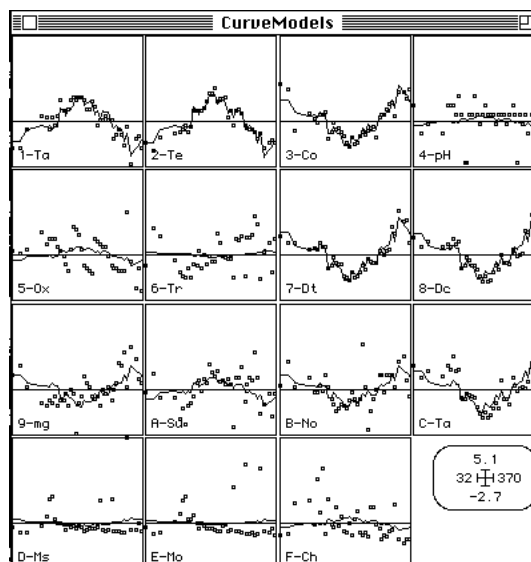 CurveModels
1-Ta
2-Te
3-Co
4-pH
5-Ox
6-Tr
7-Dt
8-Dc
9-mg
A-Su
B-No
C-Ta
5.1
32 370
-2.7
D-Ms
E-Mo
F-Ch